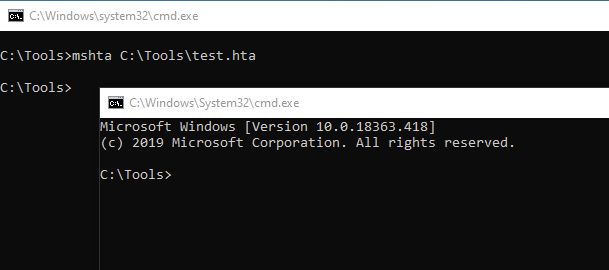 C:\Windows\system32\cmd.exe
C:\Tools>mshta C:\Tools\test.hta
C:\Tools>
C:\Windows\System32\cmd.exe
Microsoft Windows [Version 10.0.18363.418]
(c) 2019 Microsoft Corporation. All rights reserved.
C:\Tools>